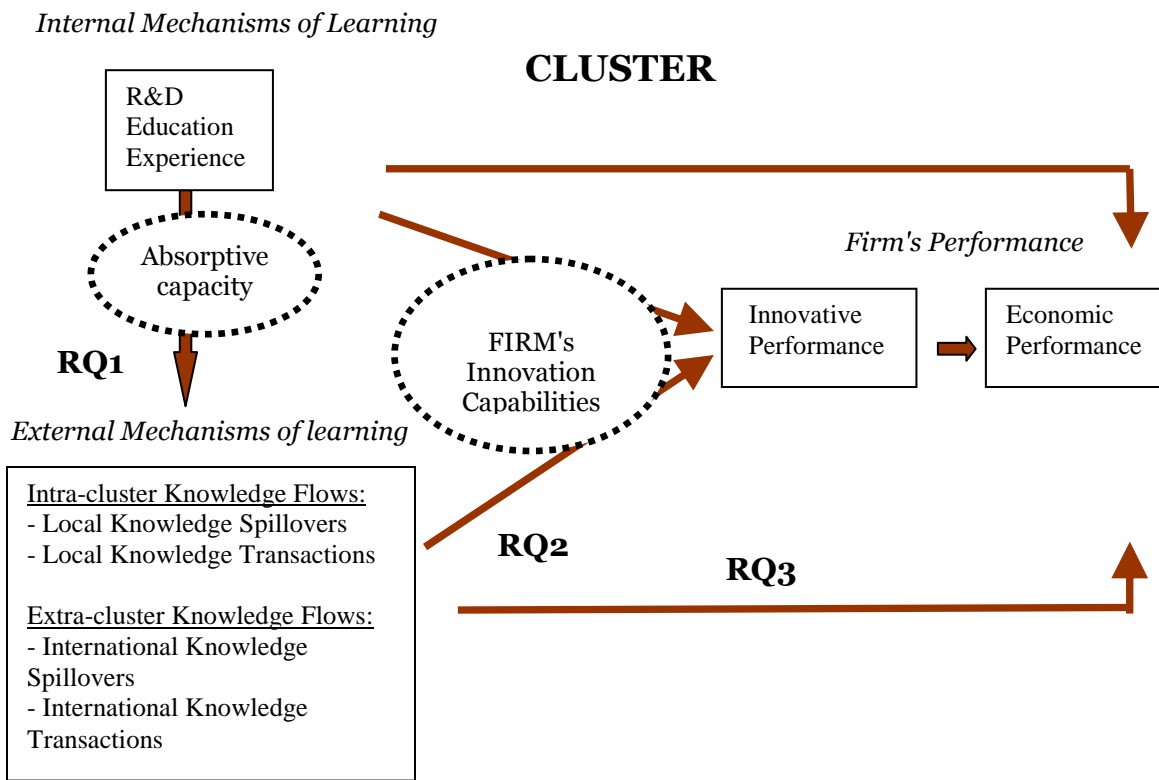 Internal Mechanisms of Learning
CLUSTER
R&D
Education
Experience
Absorptive
capacity
Firm's Performance
FIRM's
Innovation
Capabilities
Innovative
Performance
Economic
Performance
RQ1
External Mechanisms of learning
Intra-cluster Knowledge Flows:
- Local Knowledge Spillovers
- Local Knowledge Transactions
Extra-cluster Knowledge Flows:
- International Knowledge
Spillovers
- International Knowledge
Transactions
RQ2
RQ3